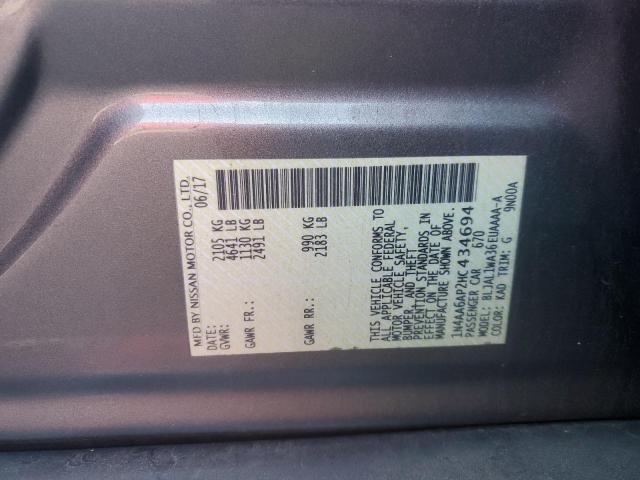 MFD BY NISSAN MOTOR CO., LTD.
DATE: 06/17
GVWR: 2105 KG
4641 LB
GAWR FR.: 1130 KG
2491 LB
GAWR RR: 990 KG
2183 LB
THIS VEHICLE CONFORMS TO
ALL APPLICABLE FEDERAL
MOTOR VEHICLE SAFETY,
BUMPER, AND THEFT
PREVENTION STANDARDS IN
EFFECT ON THE DATE OF
MANUFACTURE SHOWN ABOVE.
1N4AA6AP2HC434694
PASSENGER CAR 670
MODEL: BLJALIWA36EUAAAA-A
COLOR: KAD TRIM: G 9N00A